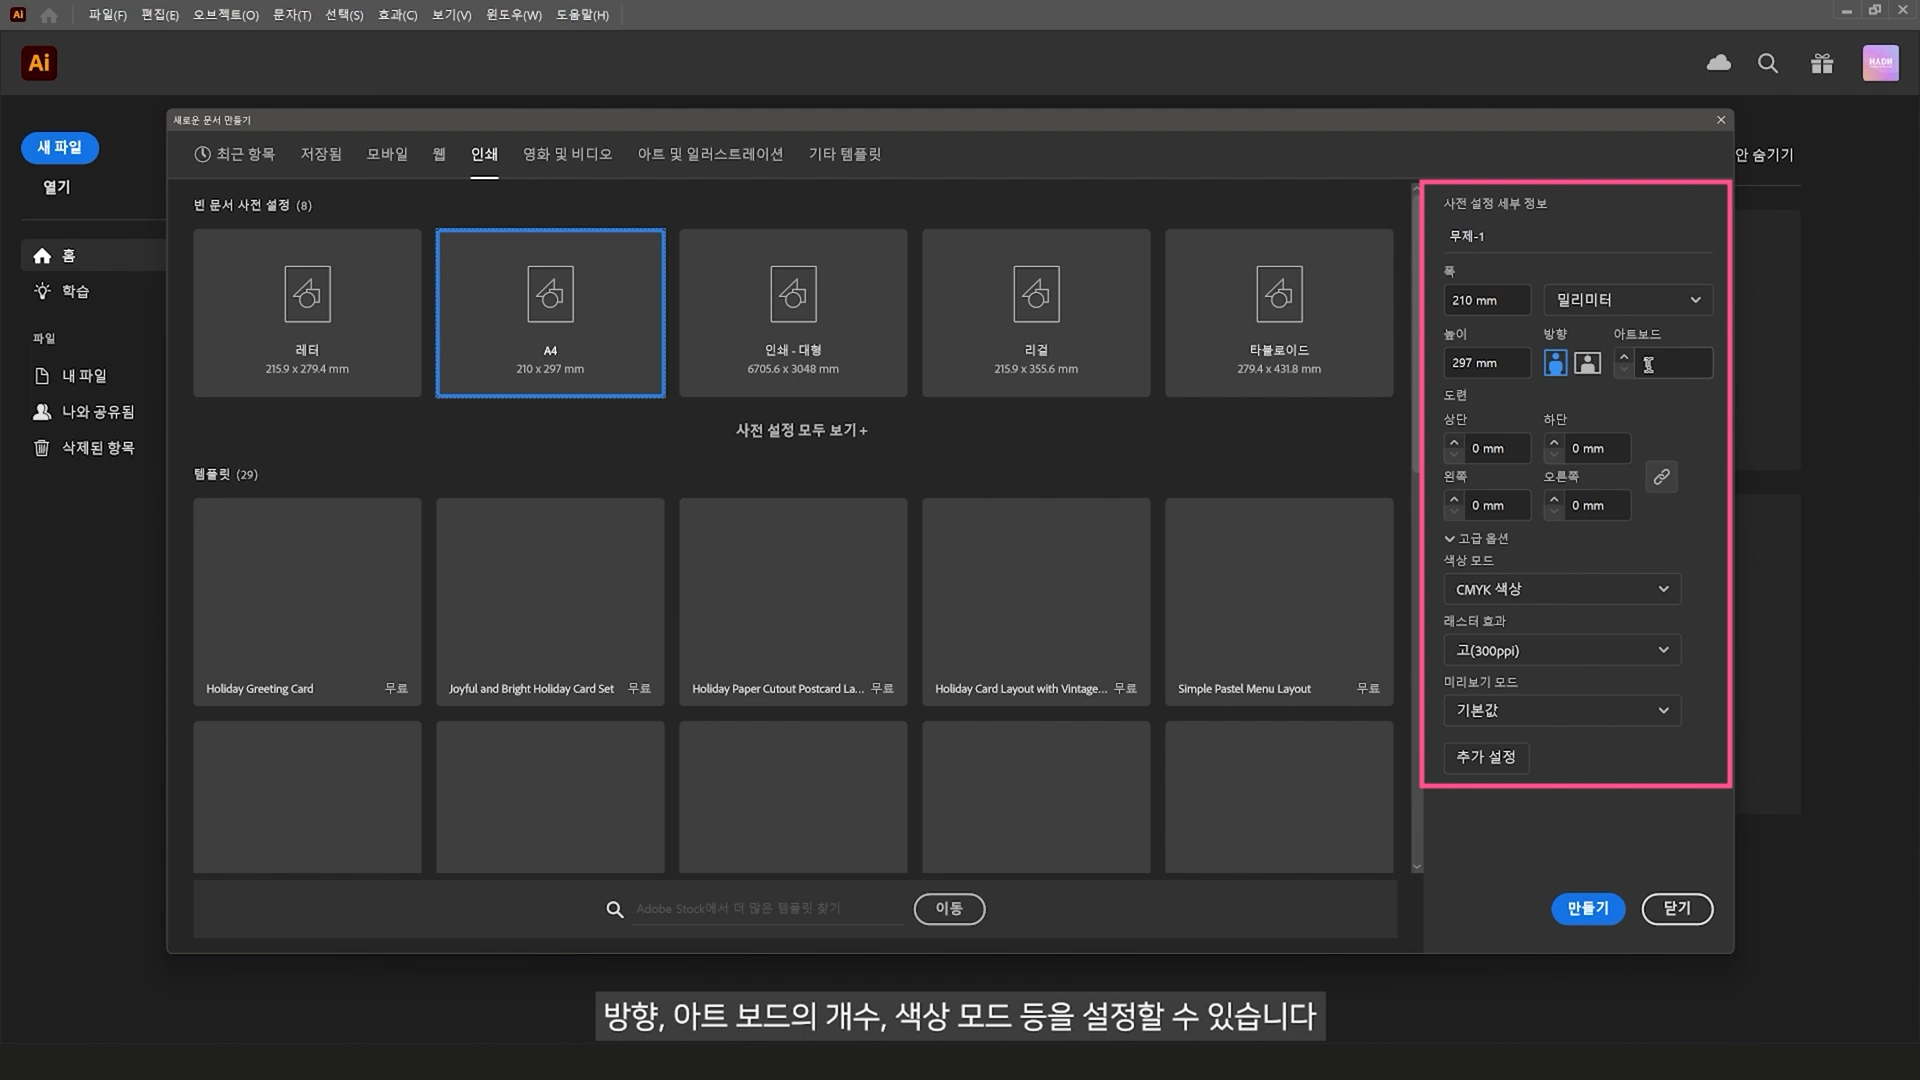 Ai 파일(F) 편집(E) 오브젝트(O) 문자(T) 선택(S) 효과(C) 보기(V) 윈도우(W) 도움말(H)
Ai
HADN
새로운 문서 만들기
새 파일
열기
홈
학습
파일
내 파일
나와 공유됨
삭제된 항목
최근 항목 저장됨 모바일 웹 인쇄 영화 및 비디오 아트 및 일러스트레이션 기타 템플릿
안 숨기기
빈 문서 사전 설정 (8)
레터
215.9 x 279.4 mm
A4
210 x 297 mm
인쇄 - 대형
6705.6 x 3048 mm
리걸
215.9 x 355.6 mm
타블로이드
279.4 x 431.8 mm
사전 설정 모두 보기 +
템플릿 (29)
Holiday Greeting Card 무료
Joyful and Bright Holiday Card Set 무료
Holiday Paper Cutout Postcard La... 무료
Holiday Card Layout with Vintage... 무료
Simple Pastel Menu Layout 무료
Adobe Stock에서 더 많은 템플릿 찾기 이동
사전 설정 세부 정보
무제-1
폭
210 mm 밀리미터
높이 방향 아트보드
297 mm
도련
상단 하단
0 mm 0 mm
왼쪽 오른쪽
0 mm 0 mm
고급 옵션
색상 모드
CMYK 색상
래스터 효과
고(300ppi)
미리보기 모드
기본값
추가 설정
만들기 닫기
방향, 아트 보드의 개수, 색상 모드 등을 설정할 수 있습니다